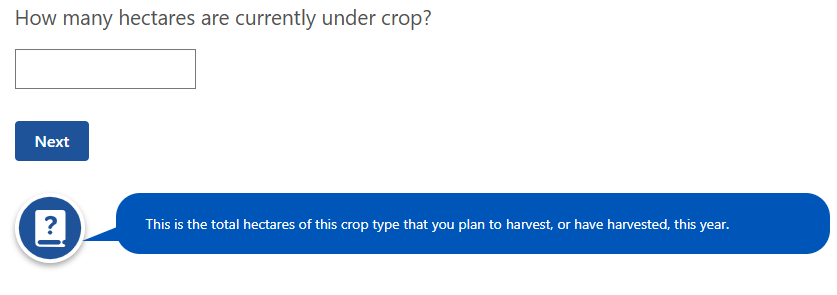 How many hectares are currently under crop?
Next
?
This is the total hectares of this crop type that you plan to harvest, or have harvested, this year.